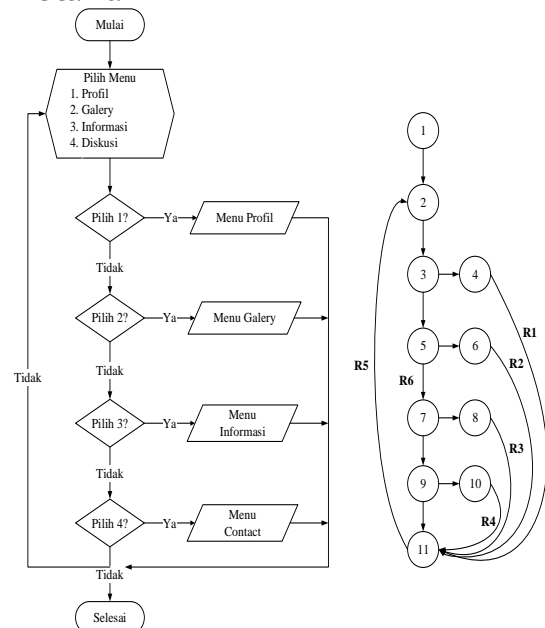 Mulai
Pilih Menu
1. Profil
2. Galery
3. Informasi
4. Diskusi
Pilih 1?
Ya
Menu Profil
Tidak
Pilih 2?
Ya
Menu Galery
Tidak
Tidak
Pilih 3?
Ya
Menu
Informasi
Tidak
Pilih 4?
Ya
Menu
Contact
Tidak
Selesai
1
2
3
4
R1
5
6
R2
R5
R6
7
8
R3
9
10
R4
11